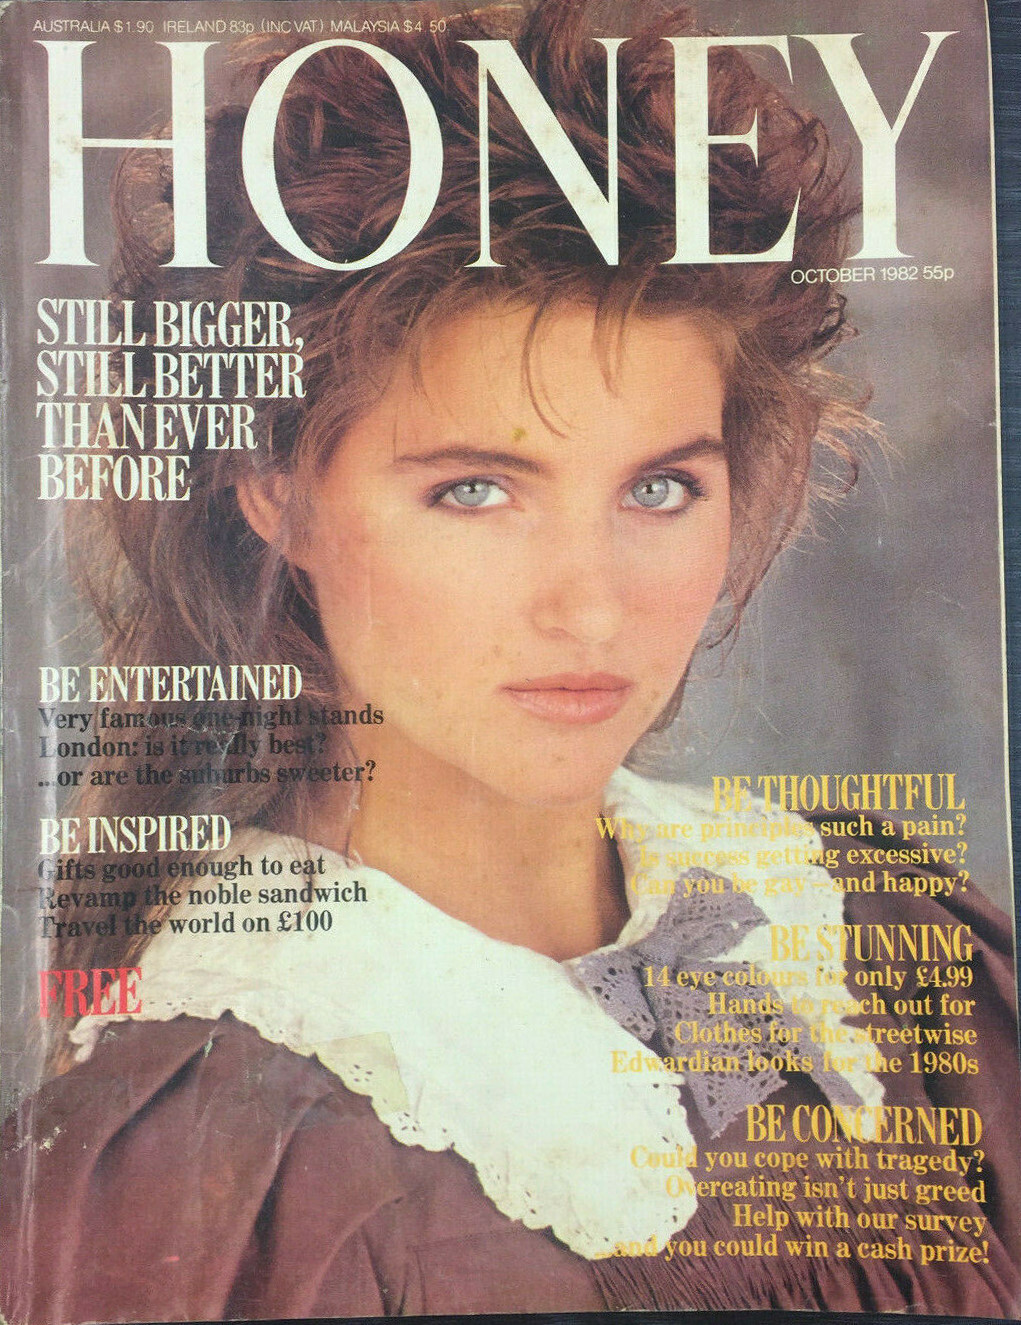 AUSTRALIA $1.90 IRELAND 83p (INC VAT) MALAYSIA $4.50
HONEY
OCTOBER 1982 55p
STILL BIGGER,
STILL BETTER
THAN EVER
BEFORE
BE ENTERTAINED
Very famous one-night stands
London: is it really best?
...or are the suburbs sweeter?
BE INSPIRED
Gifts good enough to eat
Revamp the noble sandwich
Travel the world on £100
FREE
BE THOUGHTFUL
Why are principles such a pain?
Is success getting excessive?
Can you be gay—and happy?
BE STUNNING
14 eye colours for only £4.99
Hands to reach out for
Clothes for the streetwise
Edwardian looks for the 1980s
BE CONCERNED
Could you cope with tragedy?
Overeating isn't just greed
Help with our survey
...and you could win a cash prize!